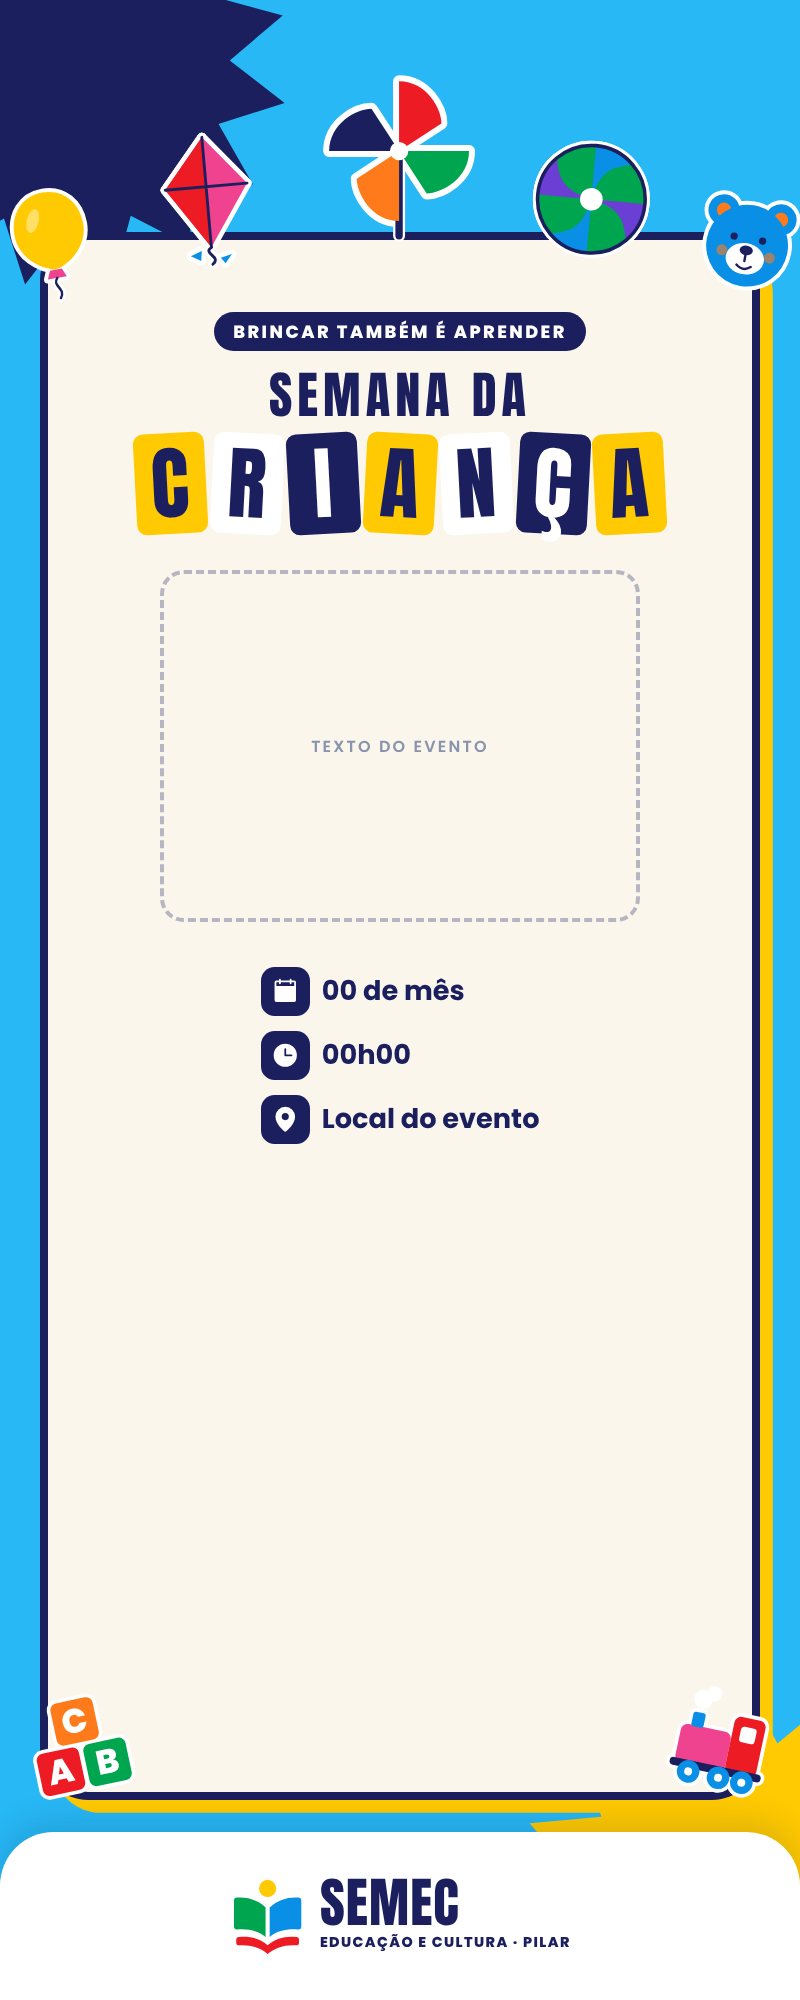 BRINCAR TAMBÉM É APRENDER
SEMANA DA
CRIANÇA
TEXTO DO EVENTO
00 de mês
00h00
Local do evento
C
A B
SEMEC
EDUCAÇÃO E CULTURA · PILAR